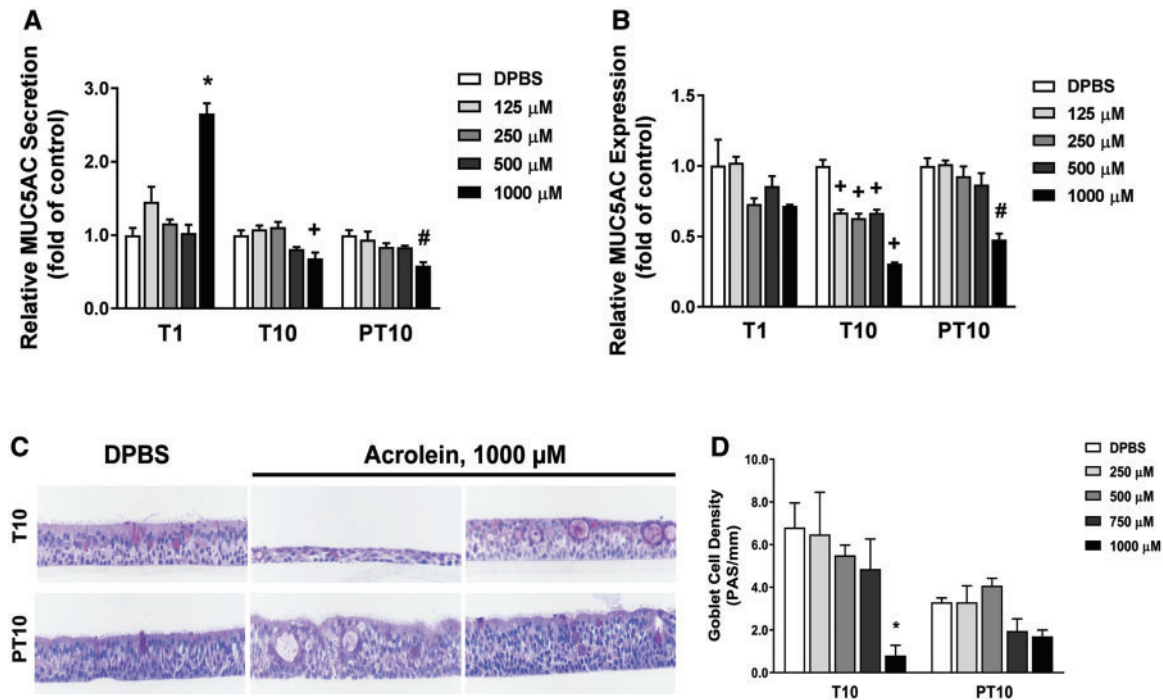 A
Relative MUC5AC Secretion
(fold of control)
3.0
2.0
1.0
0.0
*
+
#
T1 T10 PT10
DPBS
125 μM
250 μM
500 μM
1000 μM
B
Relative MUC5AC Expression
(fold of control)
1.5
1.0
0.5
0.0
+ + +
+
#
T1 T10 PT10
DPBS
125 μM
250 μM
500 μM
1000 μM
C
DPBS
Acrolein, 1000 μM
T10
PT10
D
Goblet Cell Density
(PAS/mm)
10.0
8.0
6.0
4.0
2.0
0.0
*
T10 PT10
DPBS
250 μM
500 μM
750 μM
1000 μM